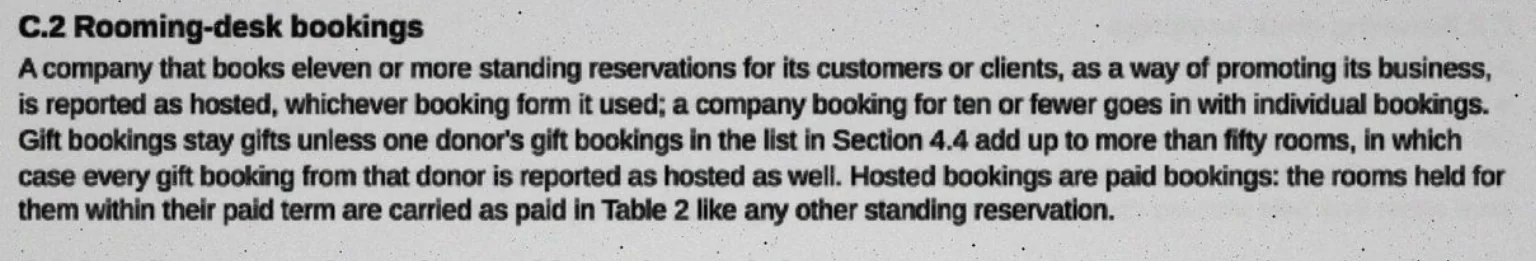 C.2 Rooming-desk bookings
A company that books eleven or more standing reservations for its customers or clients, as a way of promoting its business,
is reported as hosted, whichever booking form it used; a company booking for ten or fewer goes in with individual bookings.
Gift bookings stay gifts unless one donor's gift bookings in the list in Section 4.4 add up to more than fifty rooms, in which
case every gift booking from that donor is reported as hosted as well. Hosted bookings are paid bookings: the rooms held for
them within their paid term are carried as paid in Table 2 like any other standing reservation.